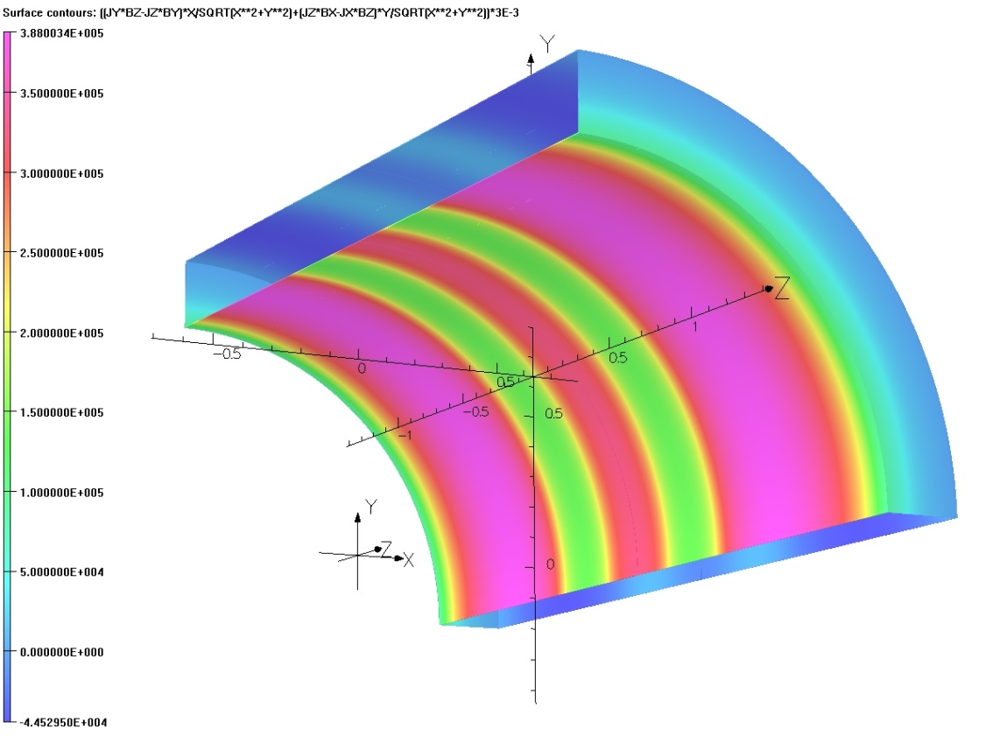 Surface contours: ((JY*BZ-JZ*BY)*X/SQRT(X**2+Y**2)+(JZ*BX-JX*BZ)*Y/SQRT(X**2+Y**2))*3E-3
3.880034E+005
3.500000E+005
3.000000E+005
2.500000E+005
2.000000E+005
1.500000E+005
1.000000E+005
5.000000E+004
0.000000E+000
-4.452950E+004
Y
Z
1
0.5
-0.5
0
0.5
0.5
-0.5
-1
Y
Z
X
0